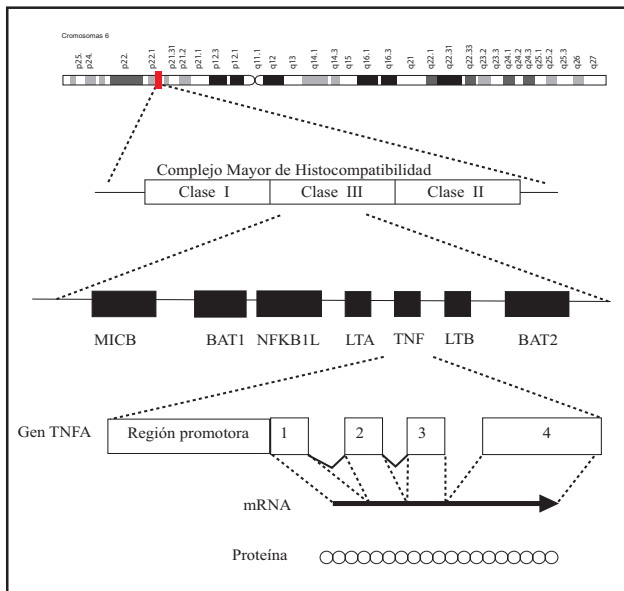 Cromosomas 6
p25. p24. p22. p22.1 p21.31 p21.2 p21.1 p12.3 p12.1 q11.1 q12 q13 q14.1 q14.3 q15 q16.1 q16.3 q21 q22.1 q22.31 q22.33 q23.2 q23.3 q24.1 q24.2 q24.3 q25.1 q25.2 q25.3 q26 q27
Complejo Mayor de Histocompatibilidad
Clase I Clase III Clase II
MICB BAT1 NFKB1L LTA TNF LTB BAT2
Gen TNFA Región promotora 1 2 3 4
mRNA
Proteína